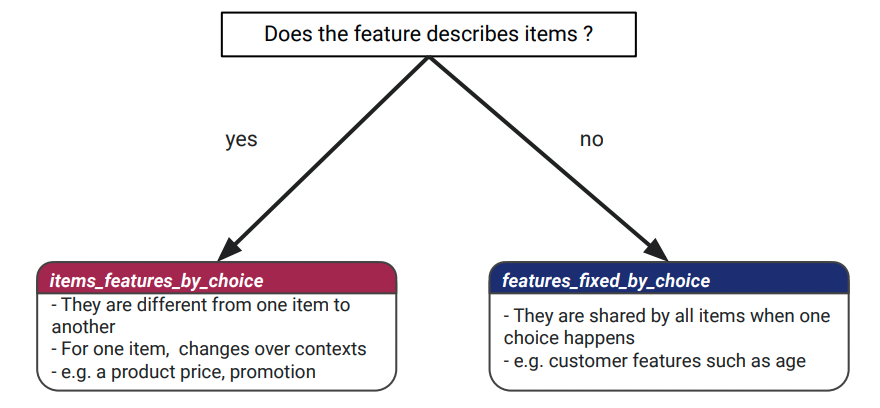 Does the feature describes items ?
yes
no
items_features_by_choice
- They are different from one item to
another
- For one item, changes over contexts
- e.g. a product price, promotion
features_fixed_by_choice
- They are shared by all items when one
choice happens
- e.g. customer features such as age